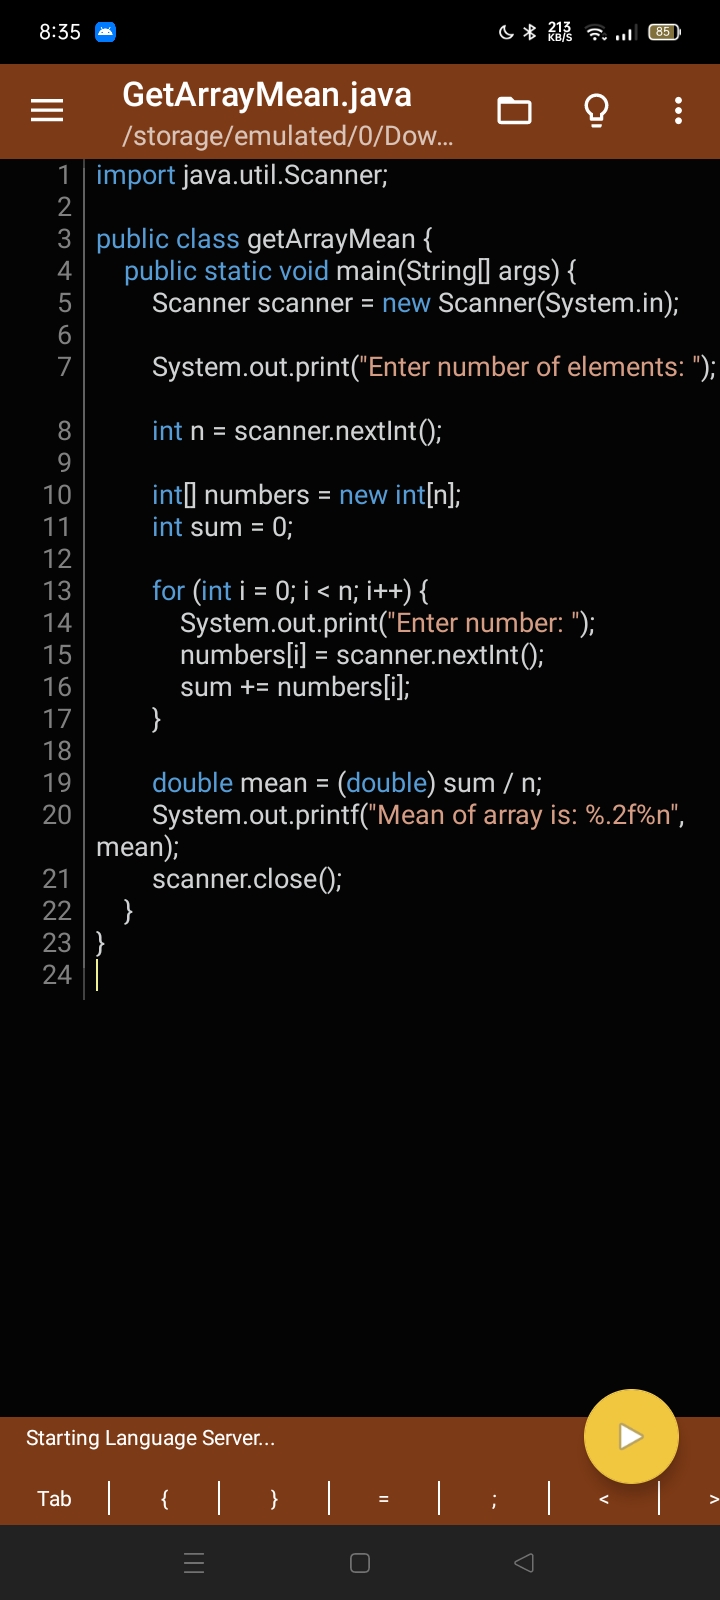 8:35
213 KB/S 85
GetArrayMean.java
/storage/emulated/0/Dow...
1 import java.util.Scanner;
2
3 public class getArrayMean {
4 public static void main(String[] args) {
5 Scanner scanner = new Scanner(System.in);
6
7 System.out.print("Enter number of elements: ");
8 int n = scanner.nextInt();
9
10 int[] numbers = new int[n];
11 int sum = 0;
12
13 for (int i = 0; i < n; i++) {
14 System.out.print("Enter number: ");
15 numbers[i] = scanner.nextInt();
16 sum += numbers[i];
17 }
18
19 double mean = (double) sum / n;
20 System.out.printf("Mean of array is: %.2f%n",
mean);
21 scanner.close();
22 }
23 }
24
Starting Language Server...
Tab { } = ; < >